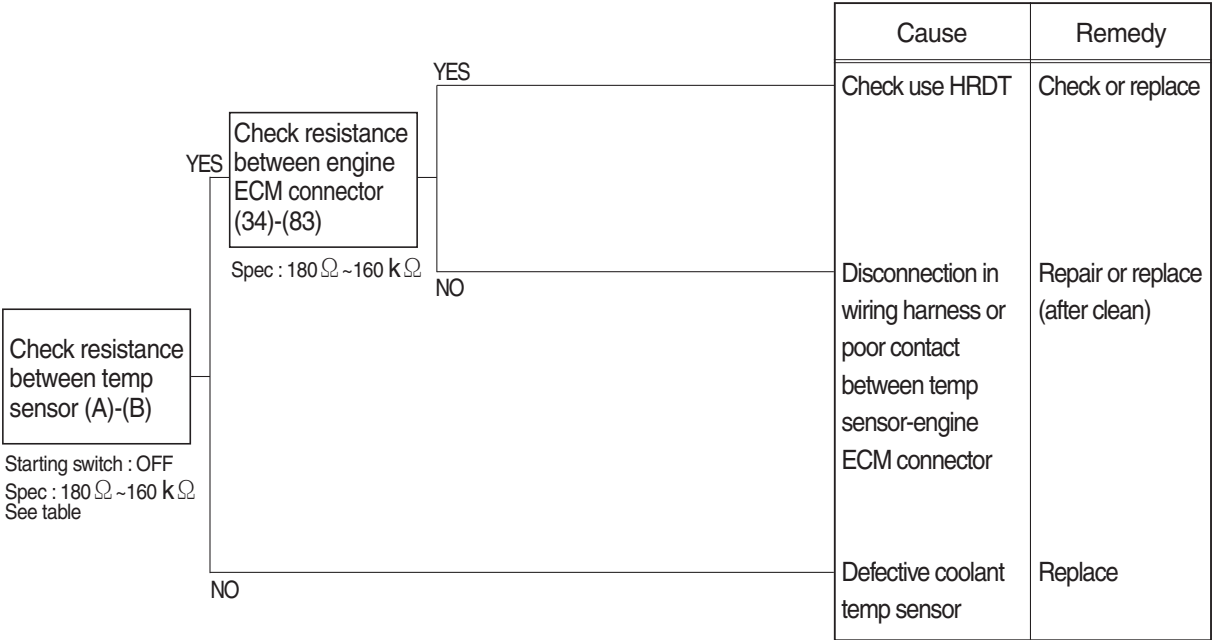 Cause
Remedy
YES
Check use HRDT
Check or replace
YES
Check resistance
between engine
ECM connector
(34)-(83)
Spec : 180 Ω ~160 kΩ
NO
Disconnection in
wiring harness or
poor contact
between temp
sensor-engine
ECM connector
Repair or replace
(after clean)
Check resistance
between temp
sensor (A)-(B)
Starting switch : OFF
Spec : 180 Ω ~160 kΩ
See table
NO
Defective coolant
temp sensor
Replace